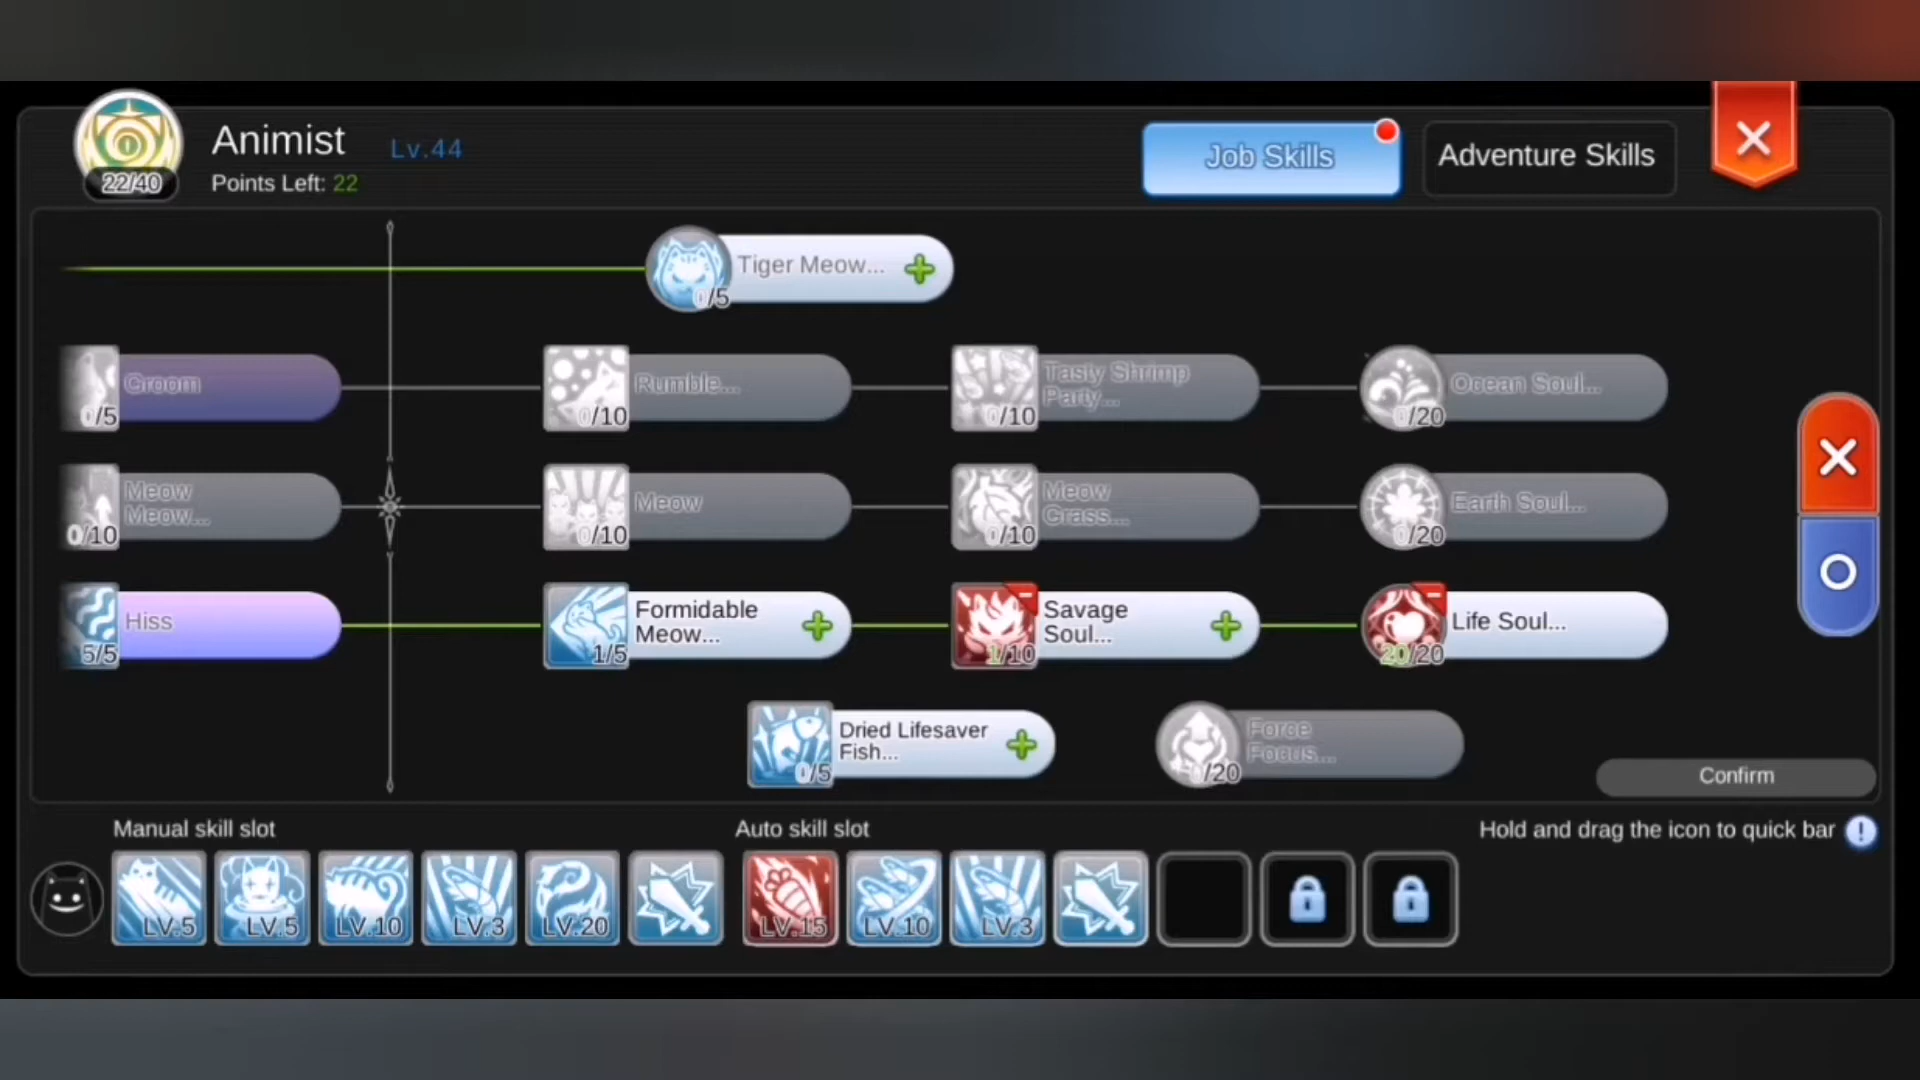 Animist Lv.44
22/40
Points Left: 22
Job Skills
Adventure Skills
Tiger Meow...
0/5
Groom
0/5
Rumble...
0/10
Tasty Shrimp
Party...
0/10
Ocean Soul...
0/20
Meow
Meow...
0/10
Meow
0/10
Meow
Grass...
0/10
Earth Soul...
0/20
Hiss
5/5
Formidable
Meow...
1/5
Savage
Soul...
1/10
Life Soul...
20/20
Dried Lifesaver
Fish...
0/5
Force
Focus...
0/20
Confirm
Manual skill slot
Auto skill slot
Hold and drag the icon to quick bar
LV.5
LV.5
LV.10
LV.3
LV.20
LV.15
LV.10
LV.3